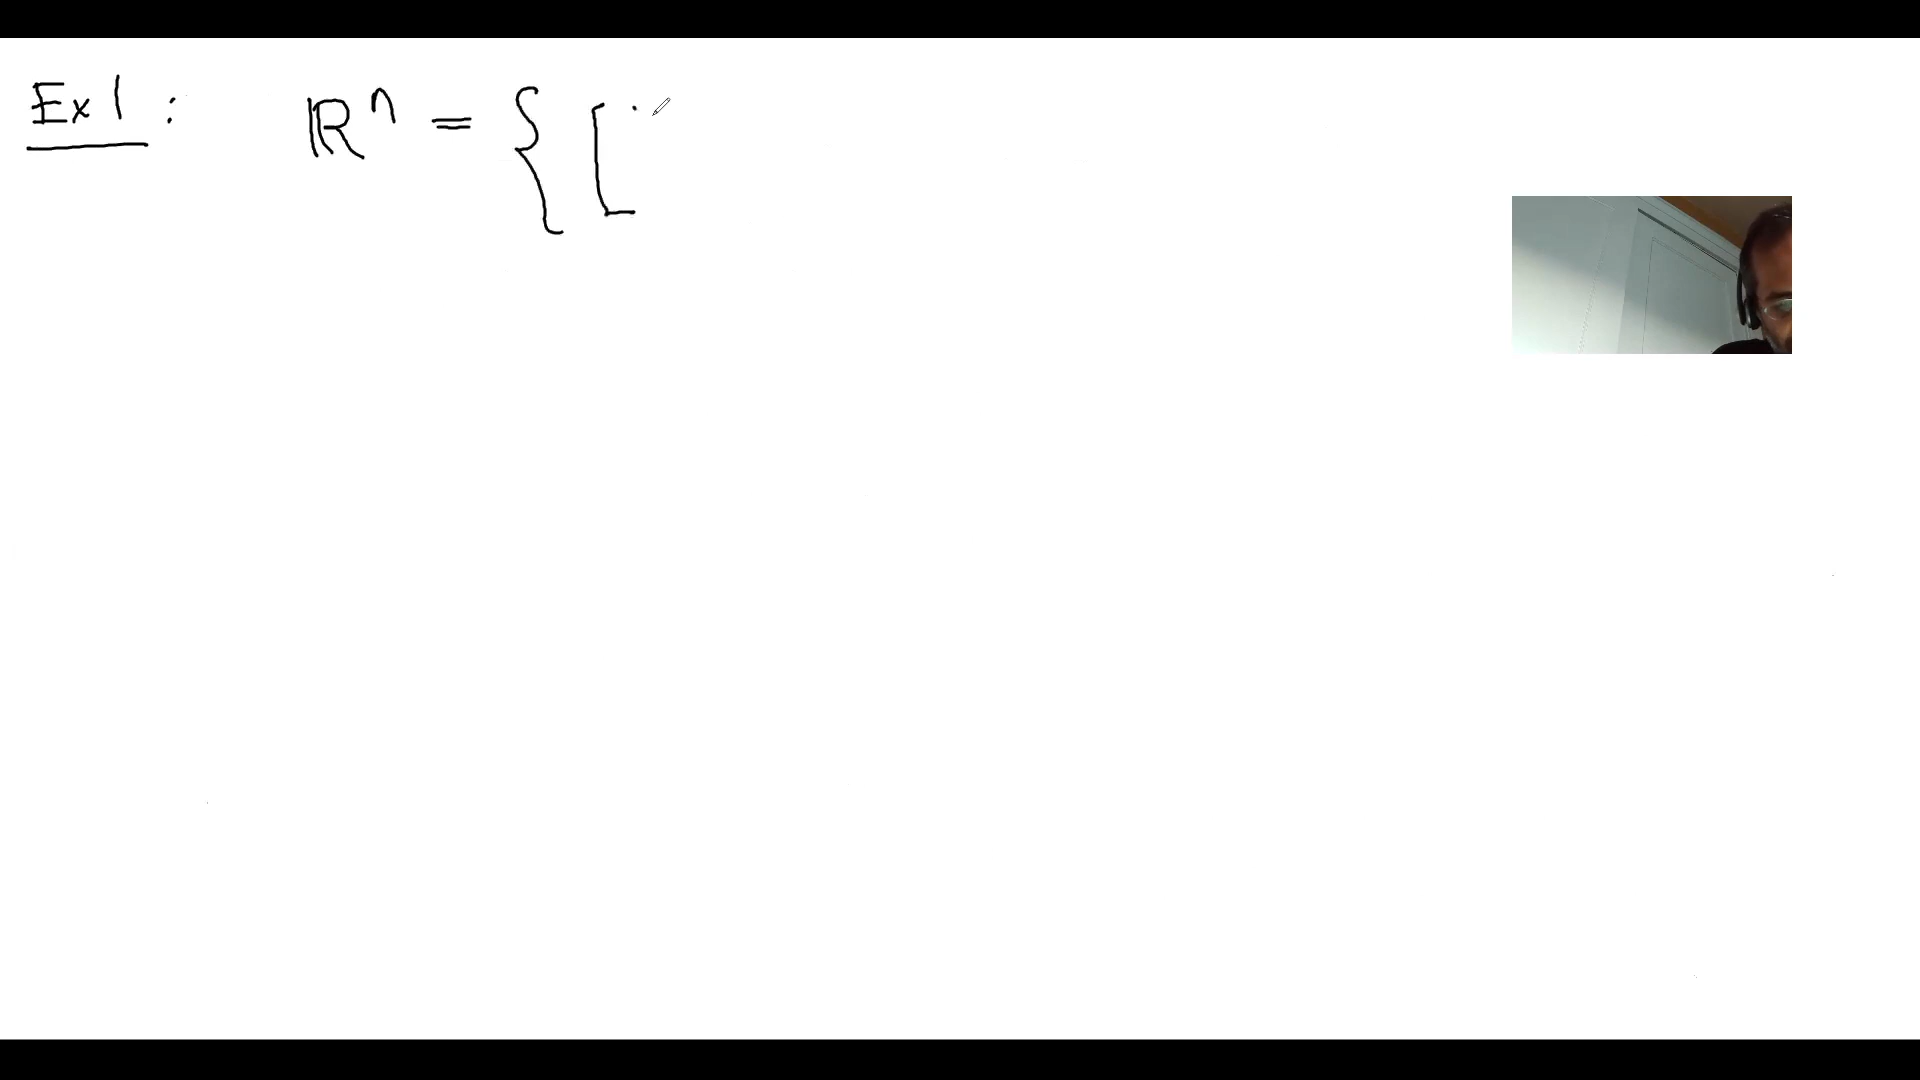 Ex 1 : ℝⁿ = { [